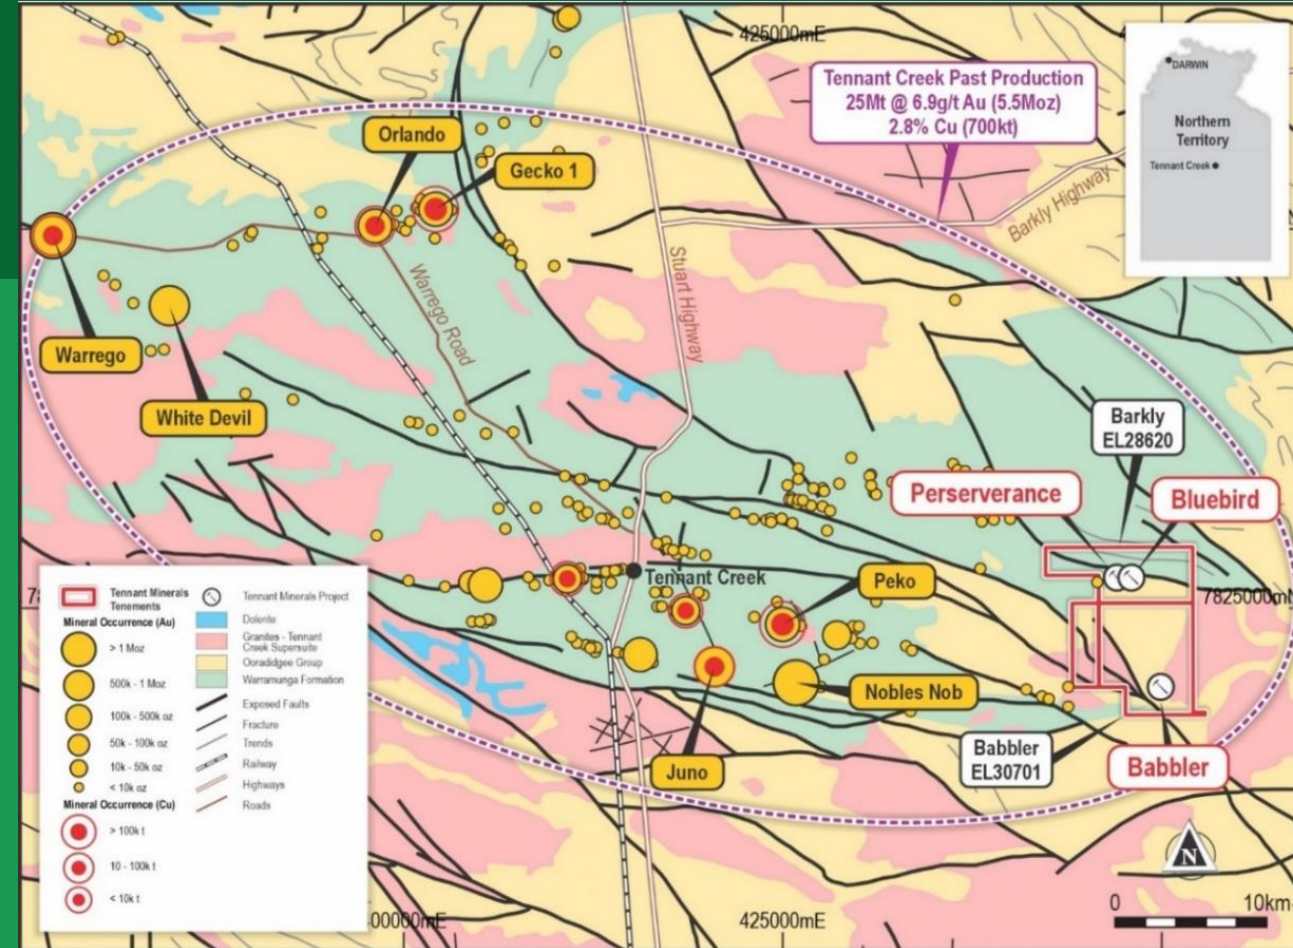 425000mE
Tennant Creek Past Production
25Mt @ 6.9g/t Au (5.5Moz)
2.8% Cu (700kt)
DARWIN
Northern
Territory
Tennant Creek
Orlando
Gecko 1
Barkly Highway
Stuart Highway
Warrego Road
Warrego
White Devil
Barkly
EL28620
Perserverance
Bluebird
Tennant Creek
Peko
7825000mN
Nobles Nob
Juno
Babbler
EL30701
Babbler
Tennant Minerals
Tenements
Mineral Occurrence (Au)
> 1 Moz
500k - 1 Moz
100k - 500k oz
50k - 100k oz
10k - 50k oz
< 10k oz
Mineral Occurrence (Cu)
> 100k t
10 - 100k t
< 10k t
Tennant Minerals Project
Dolerite
Granites - Tennant
Creek Supersuite
Ooradidgee Group
Warramunga Formation
Exposed Faults
Fracture
Trends
Railway
Highways
Roads
00000mE
425000mE
N
0 10km